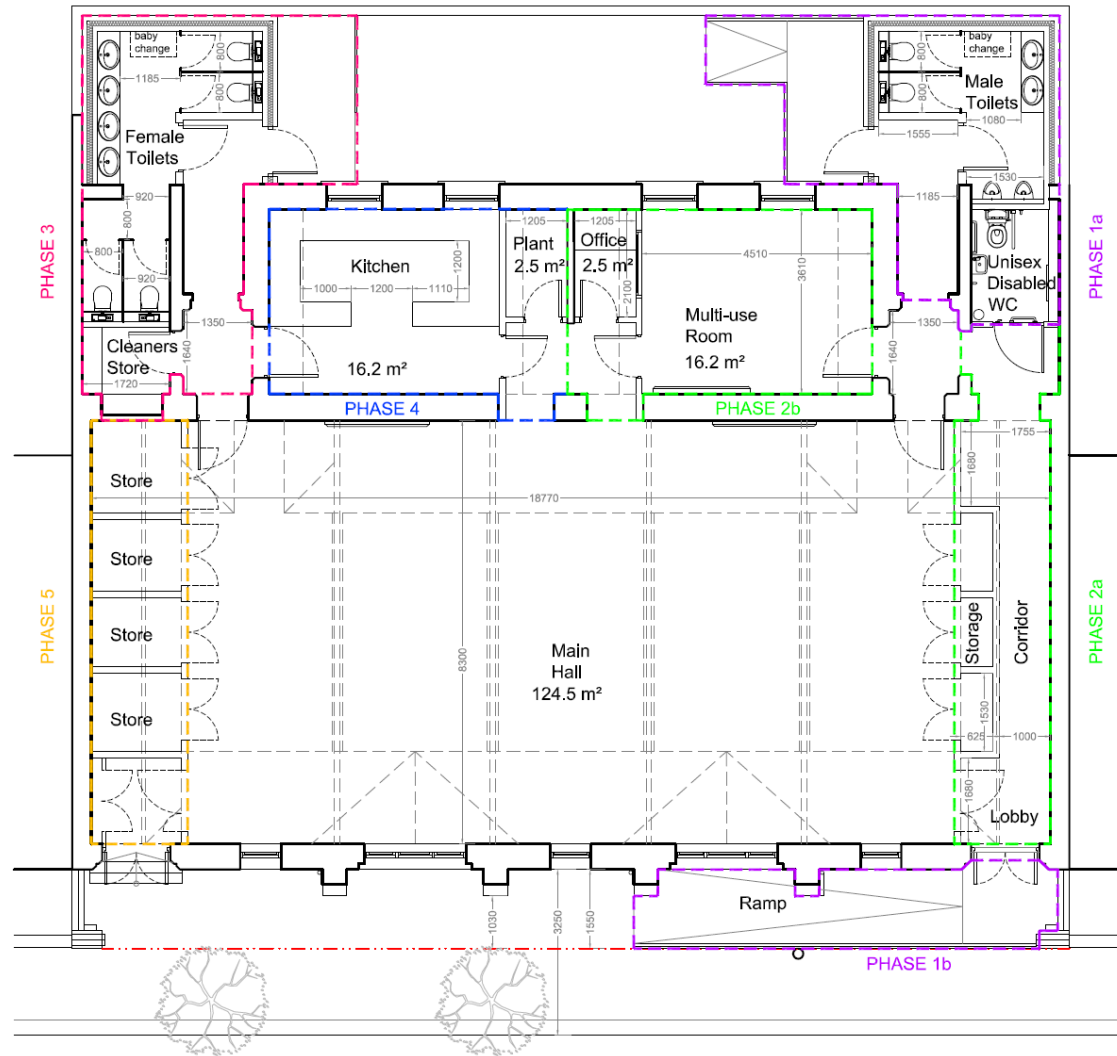 baby
change
800
1185
800
Female
Toilets
920
800
800
920
Cleaners
Store
1720
1350
1640
PHASE 3
Kitchen
1200
1000
1200
1110
16.2 m²
PHASE 4
1205
Plant
2.5 m²
1205
Office
2.5 m²
2100
4510
3610
Multi-use
Room
16.2 m²
PHASE 2b
baby
change
800
800
Male
Toilets
1080
1555
1530
1185
Unisex
Disabled
WC
1350
1640
PHASE 1a
Store
Store
Store
Store
PHASE 5
18770
8300
Main
Hall
124.5 m²
1755
1680
Storage
Corridor
1530
625
1000
1680
Lobby
PHASE 2a
Ramp
1030
3250
1550
PHASE 1b